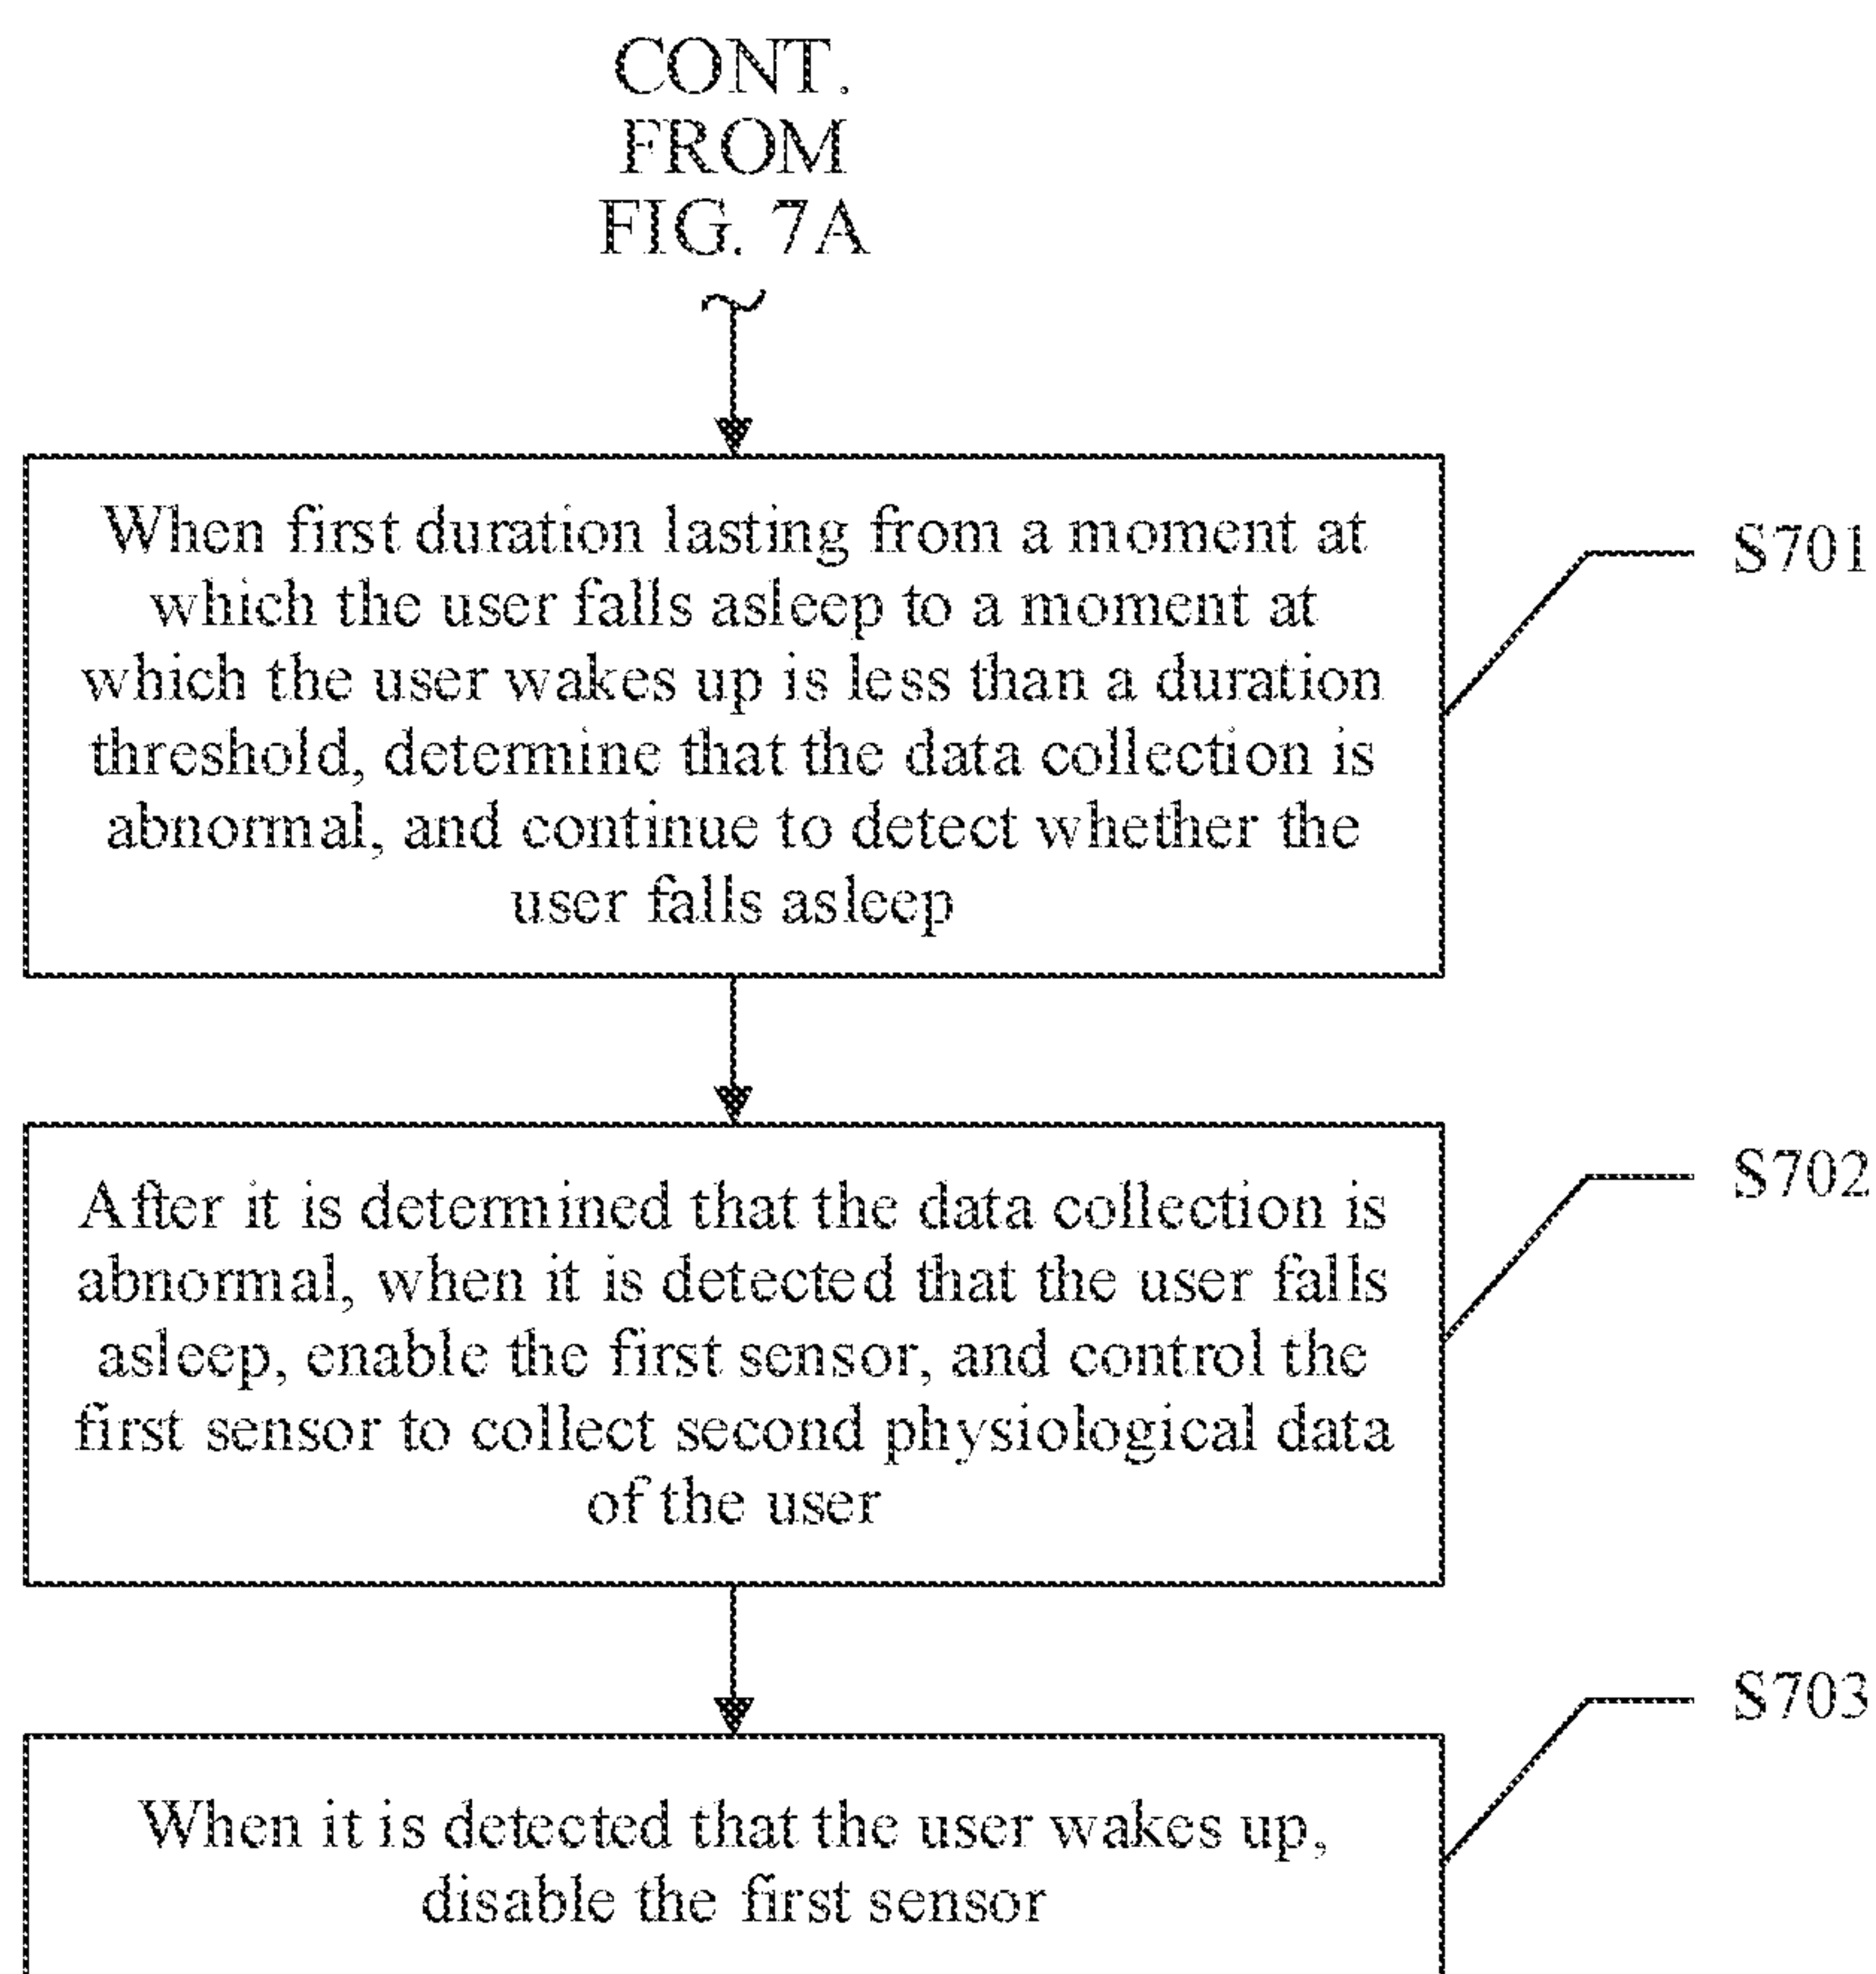 CONT.
FROM
FIG. 7A
When first duration lasting from a moment at
which the user falls asleep to a moment at
which the user wakes up is less than a duration
threshold, determine that the data collection is
abnormal, and continue to detect whether the
user falls asleep
S701
After it is determined that the data collection is
abnormal, when it is detected that the user falls
asleep, enable the first sensor, and control the
first sensor to collect second physiological data
of the user
S702
When it is detected that the user wakes up,
disable the first sensor
S703